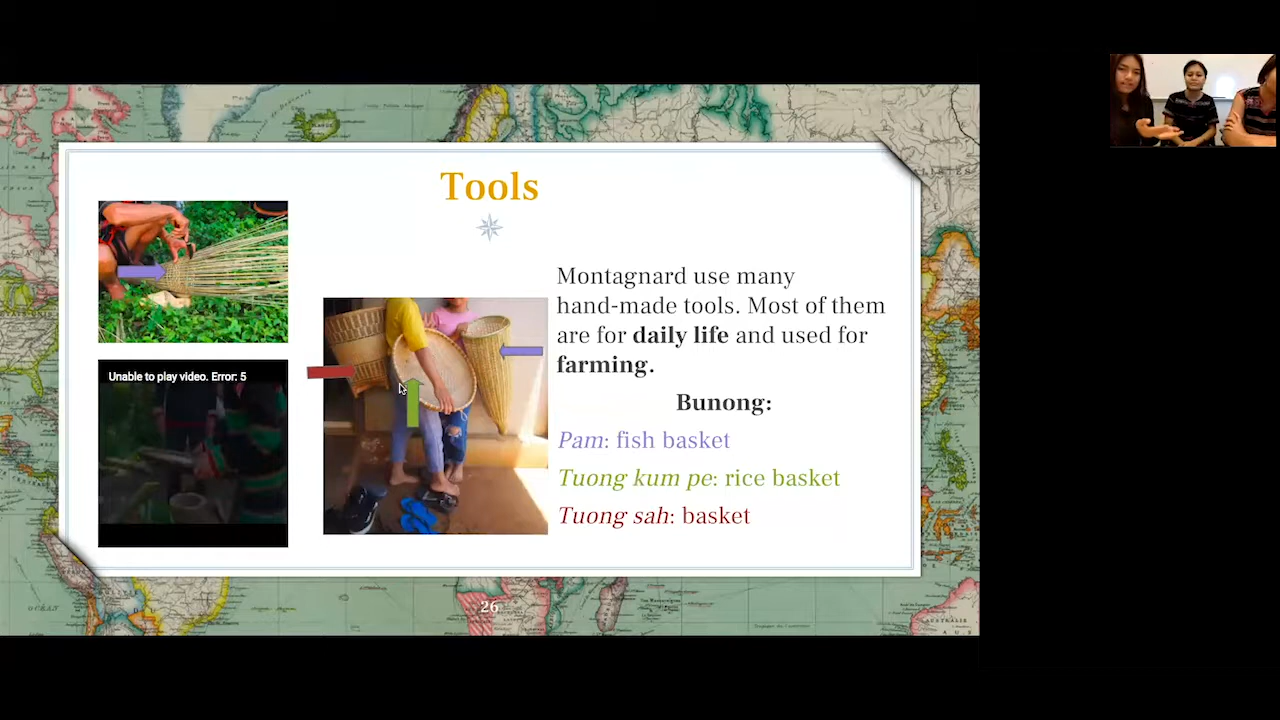 Tools
Unable to play video. Error: 5
Montagnard use many
hand-made tools. Most of them
are for daily life and used for
farming.
Bunong:
Pam: fish basket
Tuong kum pe: rice basket
Tuong sah: basket
26